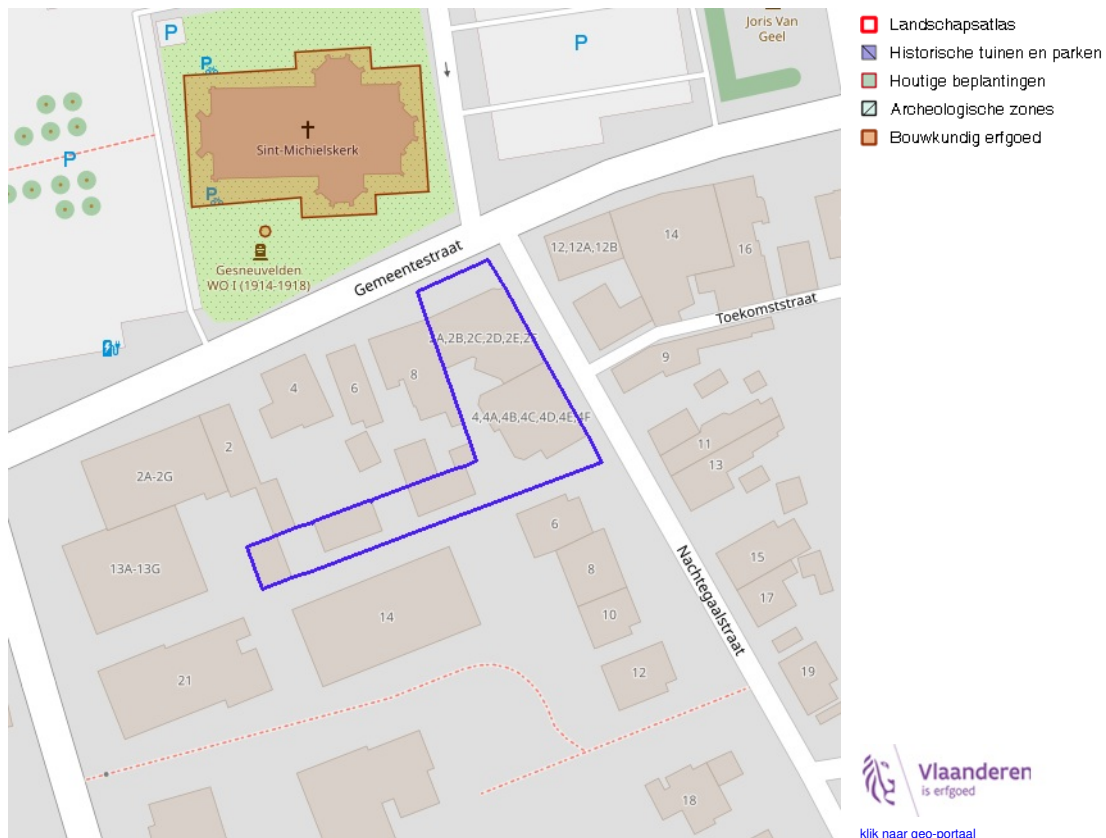 P
P
P
P
P
Sint-Michielskerk
Gesneuvelden
WO I (1914-1918)
Joris Van
Geel
Gemeentestraat
12,12A,12B
14
16
Toekomststraat
9
4
6
8
4,4A,4B,4C,4D,4E,4F
2
2A-2G
11
13
13A-13G
6
8
10
12
14
15
17
19
21
18
Nachtegaalstraat
Landschapsatlas
Historische tuinen en parken
Houtige beplantingen
Archeologische zones
Bouwkundig erfgoed
Vlaanderen
is erfgoed
klik naar geo-portaal